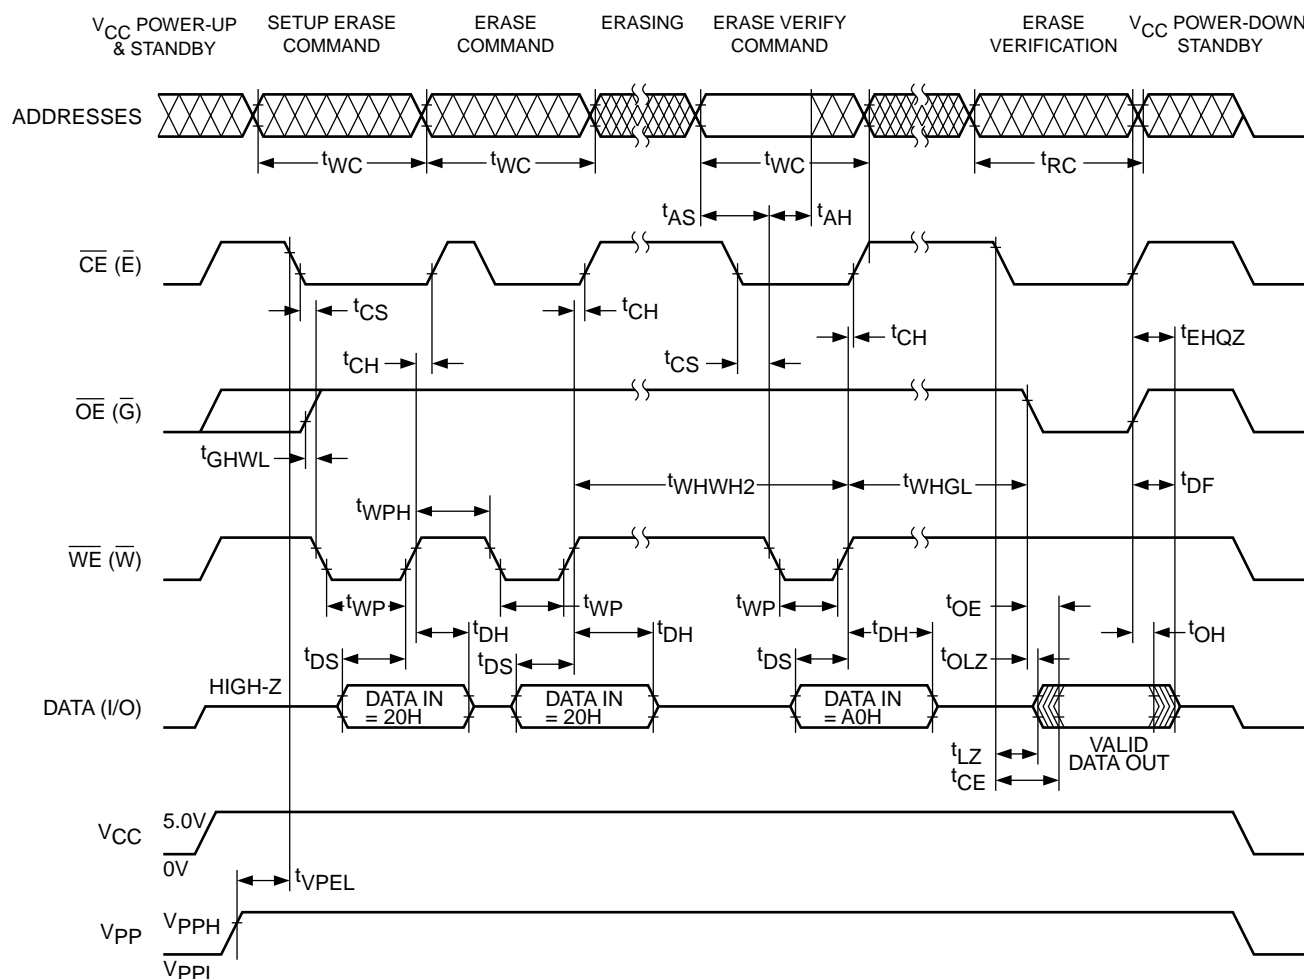 VCC POWER-UP
& STANDBY
SETUP ERASE
COMMAND
ERASE
COMMAND
ERASING
ERASE VERIFY
COMMAND
ERASE
VERIFICATION
VCC POWER-DOWN
STANDBY
ADDRESSES
tWC
tWC
tWC
tRC
tAS
tAH
CE (E)
tCS
tCH
tCH
tCS
tCH
tEHQZ
OE (G)
tGHWL
tWHWH2
tWHGL
tDF
tWPH
WE (W)
tWP
tWP
tWP
tOE
tDH
tDH
tDH
tOH
tDS
tDS
tDS
tOLZ
HIGH-Z
DATA (I/O)
DATA IN
= 20H
DATA IN
= 20H
DATA IN
= A0H
VALID
DATA OUT
tLZ
tCE
VCC
5.0V
0V
tVPEL
VPP
VPPH
VPPL